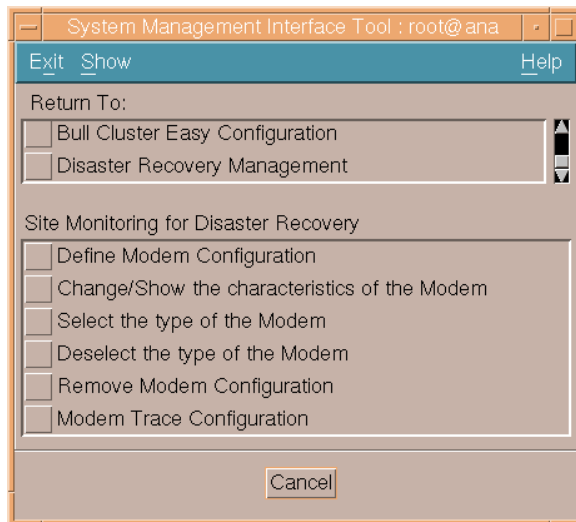 System Management Interface Tool : root@ana
Exit Show Help
Return To:
Bull Cluster Easy Configuration
Disaster Recovery Management
Site Monitoring for Disaster Recovery
Define Modem Configuration
Change/Show the characteristics of the Modem
Select the type of the Modem
Deselect the type of the Modem
Remove Modem Configuration
Modem Trace Configuration
Cancel